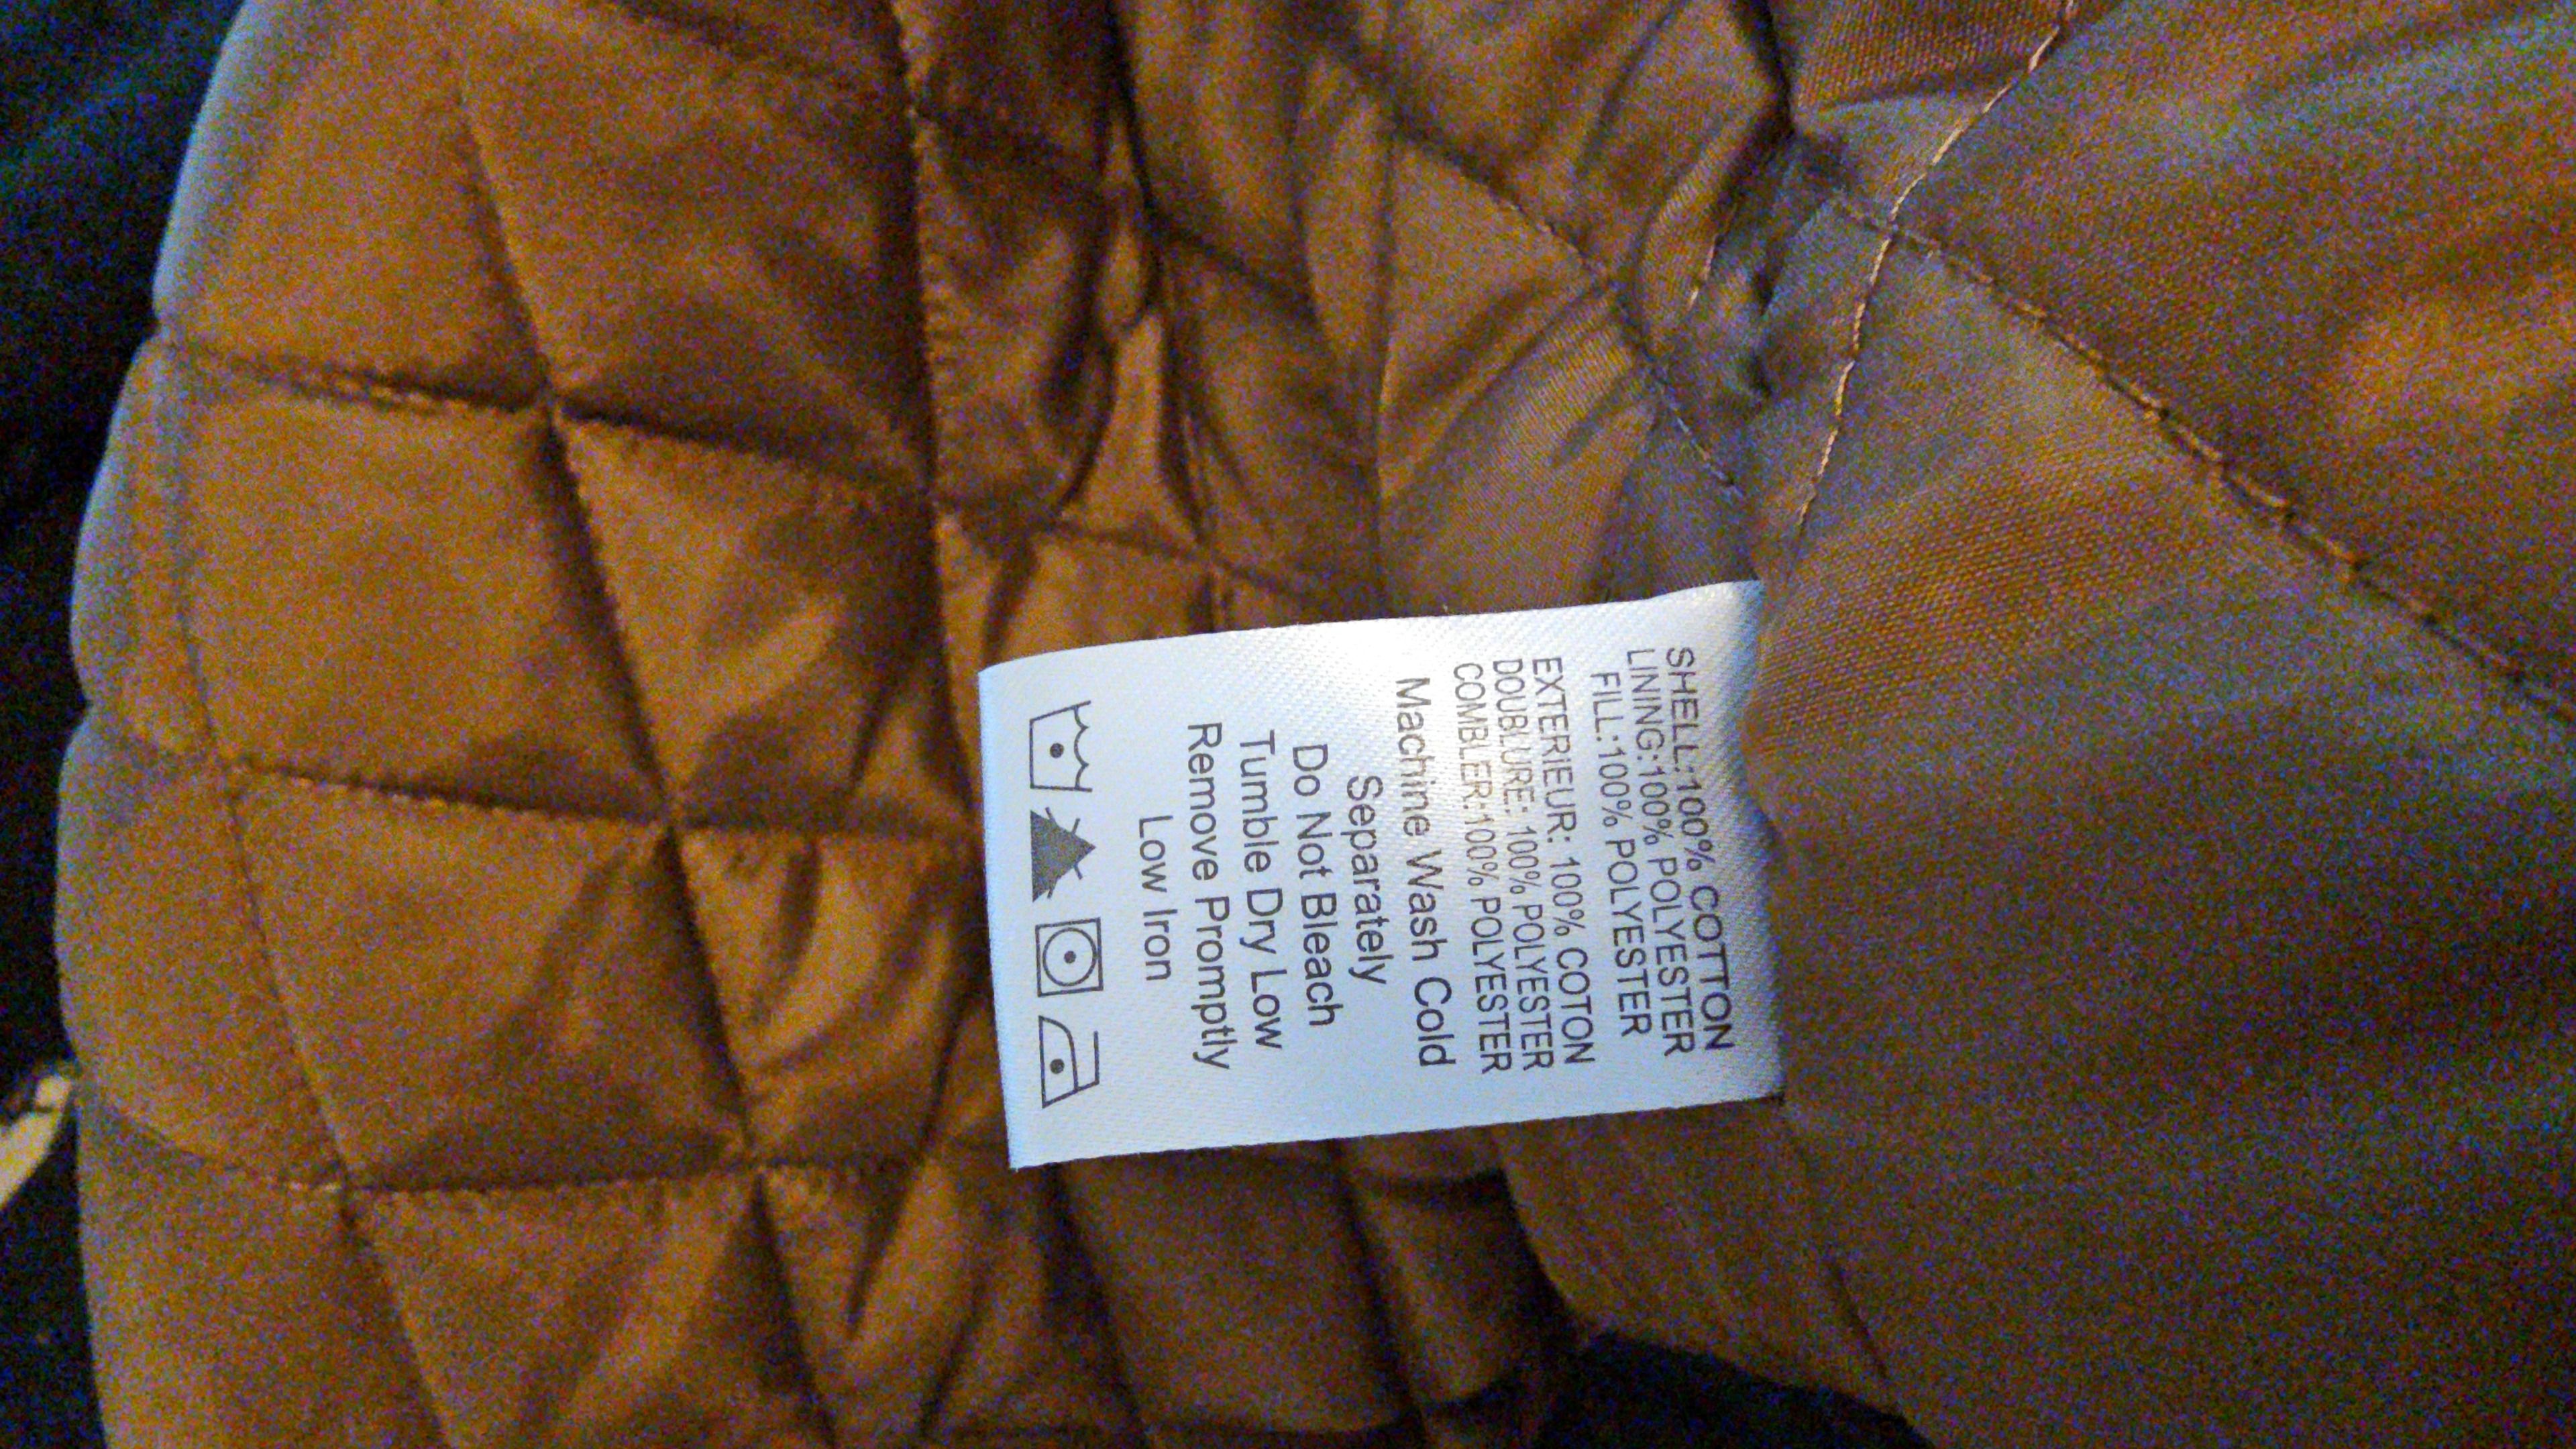 SHELL:100% COTTON
LINING:100% POLYESTER
FILL:100% POLYESTER
EXTERIEUR: 100% COTON
DOUBLURE: 100% POLYESTER
COMBLER:100% POLYESTER
Machine Wash Cold
Separately
Do Not Bleach
Tumble Dry Low
Remove Promptly
Low Iron